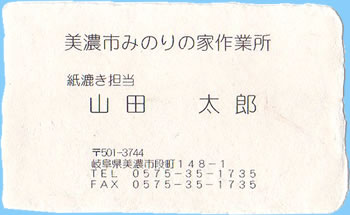 美濃市みのりの家作業所
紙漉き担当
山田　太郎
〒501-3744
岐阜県美濃市段町148-1
TEL 0575-35-1735
FAX 0575-35-1735